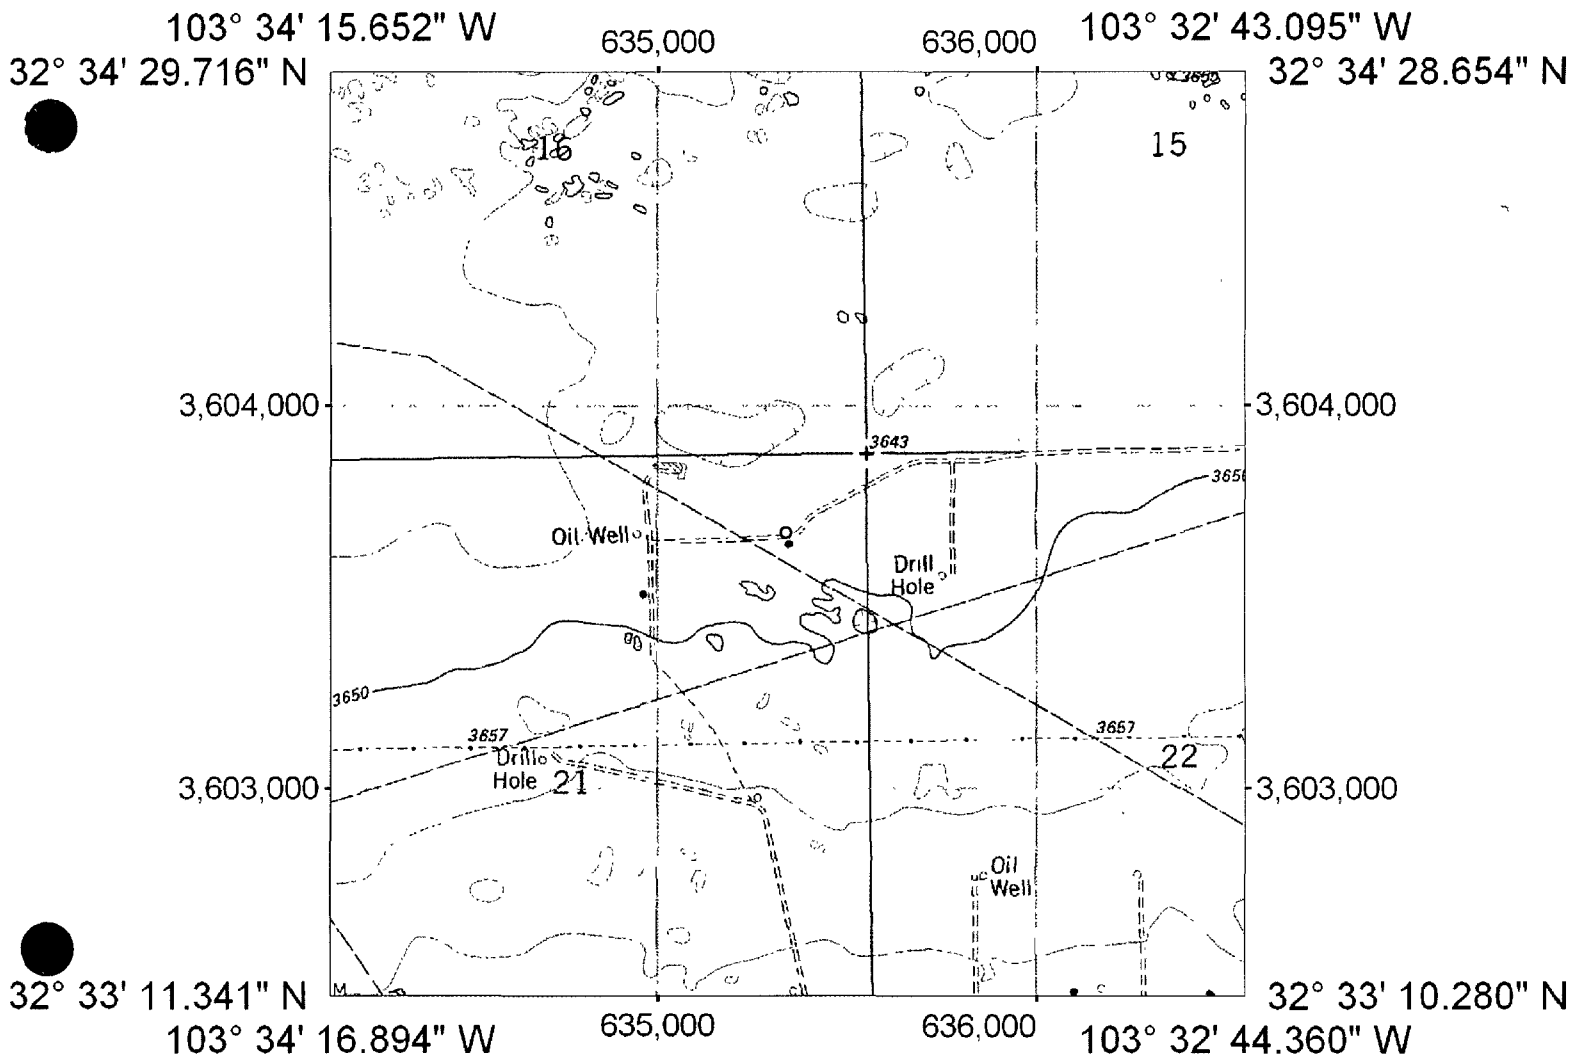 103° 34' 15.652" W
635,000
636,000
103° 32' 43.095" W
32° 34' 29.716" N
32° 34' 28.654" N
16
15
3,604,000
3,604,000
3643
Oil Well
Drill
Hole
3650
3657
3657
Drill
Hole
21
22
3,603,000
3,603,000
Oil
Well
M
32° 33' 11.341" N
32° 33' 10.280" N
103° 34' 16.894" W
635,000
636,000
103° 32' 44.360" W